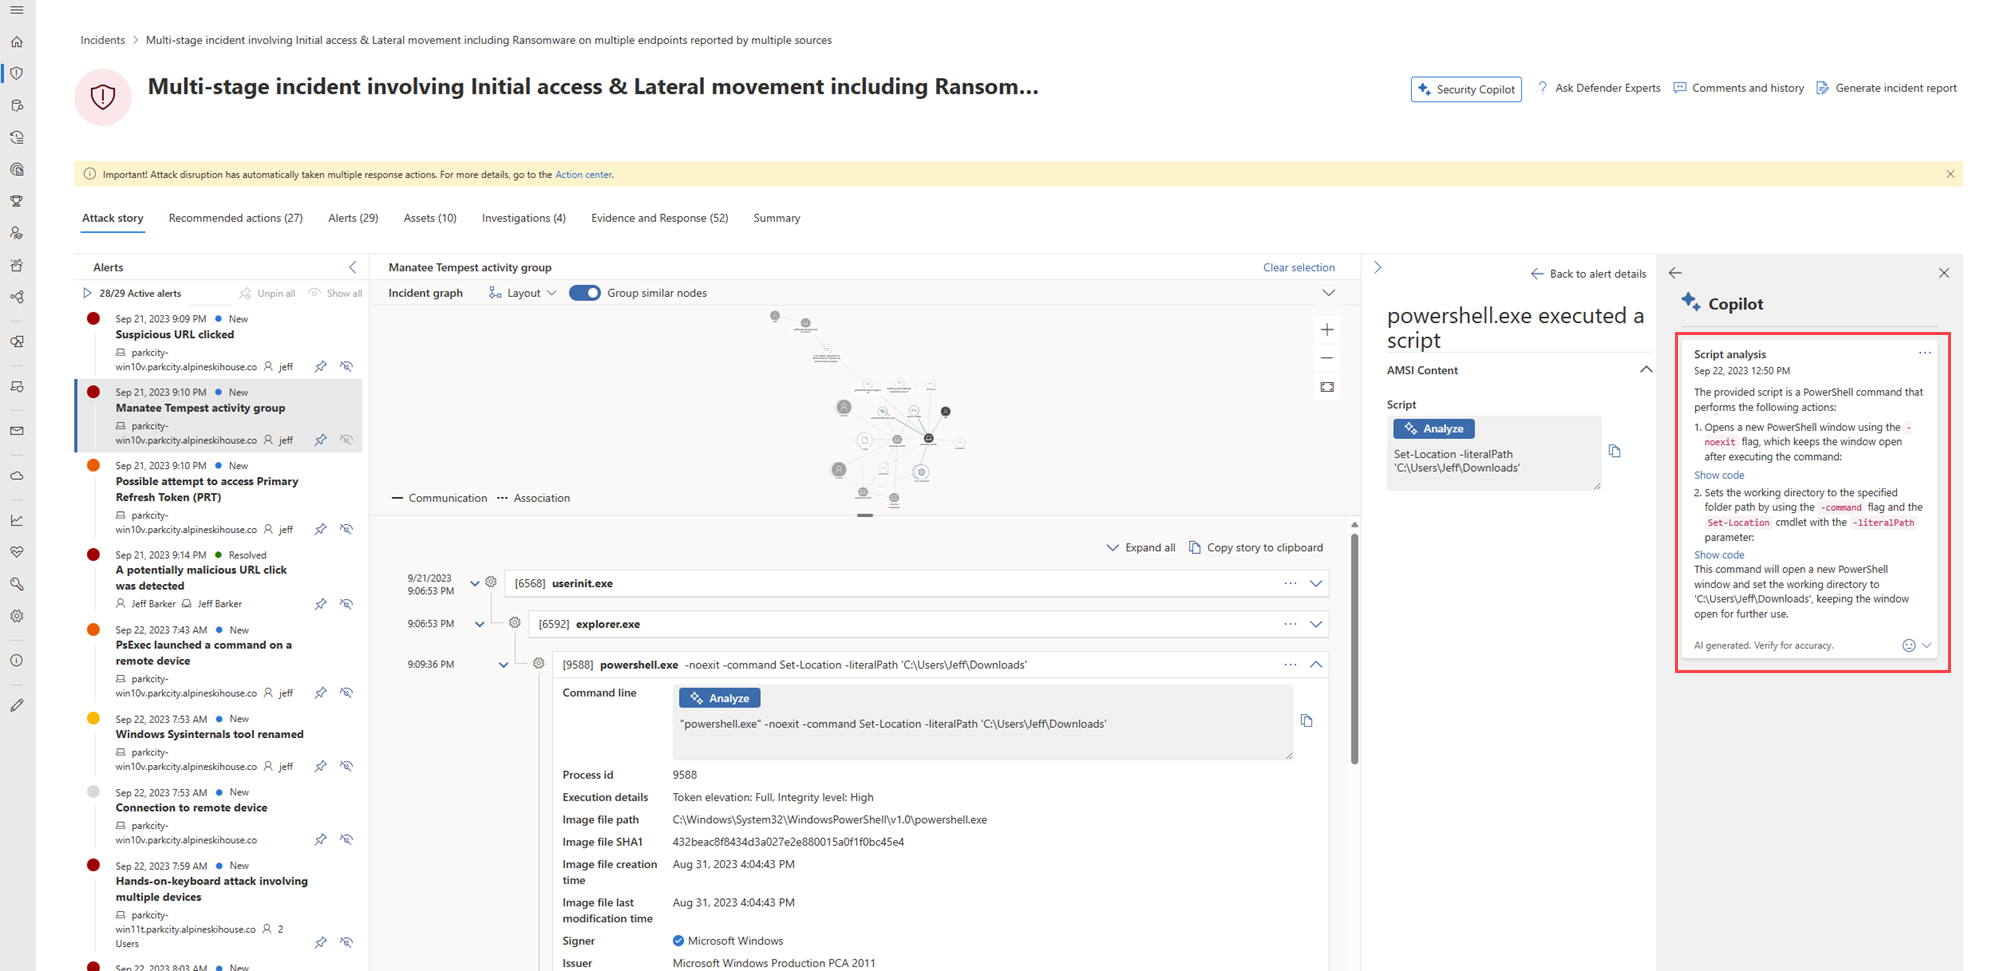 Incidents > Multi-stage incident involving Initial access & Lateral movement including Ransomware on multiple endpoints reported by multiple sources
Multi-stage incident involving Initial access & Lateral movement including Ransom...
Security Copilot
? Ask Defender Experts
Comments and history
Generate incident report
Important! Attack disruption has automatically taken multiple response actions. For more details, go to the Action center.
Attack story
Recommended actions (27)
Alerts (29)
Assets (10)
Investigations (4)
Evidence and Response (52)
Summary
Alerts
28/29 Active alerts
Unpin all
Show all
Sep 21, 2023 9:09 PM • New
Suspicious URL clicked
parkcity-
win10v.parkcity.alpineskihouse.co jeff
Sep 21, 2023 9:10 PM • New
Manatee Tempest activity group
parkcity-
win10v.parkcity.alpineskihouse.co jeff
Sep 21, 2023 9:10 PM • New
Possible attempt to access Primary
Refresh Token (PRT)
parkcity-
win10v.parkcity.alpineskihouse.co jeff
Sep 21, 2023 9:14 PM • Resolved
A potentially malicious URL click
was detected
Jeff Barker Jeff Barker
Sep 22, 2023 7:43 AM • New
PsExec launched a command on a
remote device
parkcity-
win10v.parkcity.alpineskihouse.co jeff
Sep 22, 2023 7:53 AM • New
Windows Sysinternals tool renamed
parkcity-
win10v.parkcity.alpineskihouse.co jeff
Sep 22, 2023 7:53 AM • New
Connection to remote device
parkcity-
win10v.parkcity.alpineskihouse.co
Sep 22, 2023 7:59 AM • New
Hands-on-keyboard attack involving
multiple devices
parkcity-
win11t.parkcity.alpineskihouse.co 2
Users
Sep 22, 2023 8:03 AM • New
Manatee Tempest activity group
Clear selection
Incident graph
Layout
Group similar nodes
Communication
Association
Expand all
Copy story to clipboard
9/21/2023
9:06:53 PM
[6568] userinit.exe
9:06:53 PM
[6592] explorer.exe
9:09:36 PM
[9588] powershell.exe -noexit -command Set-Location -literalPath 'C:\Users\Jeff\Downloads'
Command line
Analyze
"powershell.exe" -noexit -command Set-Location -literalPath 'C:\Users\Jeff\Downloads'
Process id 9588
Execution details Token elevation: Full, Integrity level: High
Image file path C:\Windows\System32\WindowsPowerShell\v1.0\powershell.exe
Image file SHA1 432beac8f8434d3a027e2e880015a0f1f0bc45e4
Image file creation Aug 31, 2023 4:04:43 PM
time
Image file last Aug 31, 2023 4:04:43 PM
modification time
Signer Microsoft Windows
Issuer Microsoft Windows Production PCA 2011
Back to alert details
powershell.exe executed a
script
AMSI Content
Script
Analyze
Set-Location -literalPath
'C:\Users\Jeff\Downloads'
Copilot
Script analysis
Sep 22, 2023 12:50 PM
The provided script is a PowerShell command that
performs the following actions:
1. Opens a new PowerShell window using the -
noexit flag, which keeps the window open
after executing the command:
Show code
2. Sets the working directory to the specified
folder path by using the -command flag and the
Set-Location cmdlet with the -literalPath
parameter:
Show code
This command will open a new PowerShell
window and set the working directory to
'C:\Users\Jeff\Downloads', keeping the window
open for further use.
AI generated. Verify for accuracy.